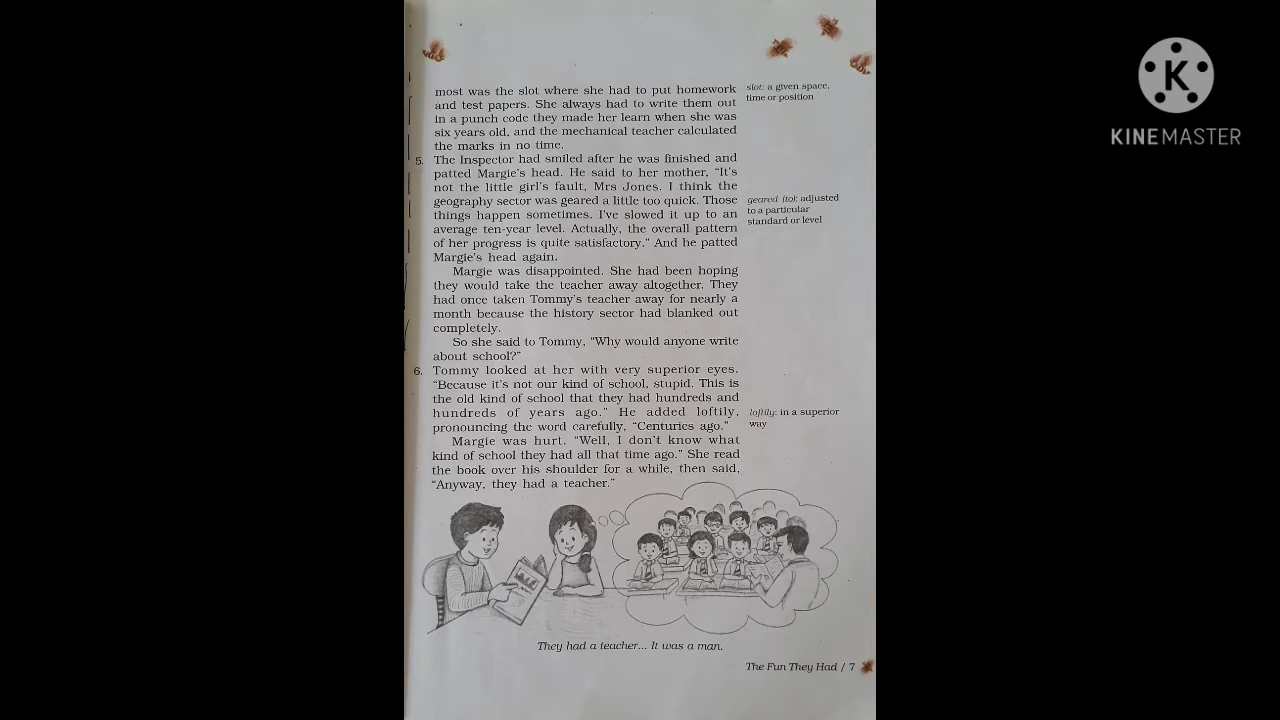 most was the slot where she had to put homework
and test papers. She always had to write them out
in a punch code they made her learn when she was
six years old, and the mechanical teacher calculated
the marks in no time.
5. The Inspector had smiled after he was finished and
patted Margie's head. He said to her mother, “It's
not the little girl's fault, Mrs Jones. I think the
geography sector was geared a little too quick. Those
things happen sometimes. I've slowed it up to an
average ten-year level. Actually, the overall pattern
of her progress is quite satisfactory.” And he patted
Margie's head again.
Margie was disappointed. She had been hoping
they would take the teacher away altogether. They
had once taken Tommy's teacher away for nearly a
month because the history sector had blanked out
completely.
So she said to Tommy, “Why would anyone write
about school?”
6. Tommy looked at her with very superior eyes.
“Because it's not our kind of school, stupid. This is
the old kind of school that they had hundreds and
hundreds of years ago.” He added loftily,
pronouncing the word carefully, “Centuries ago.”
Margie was hurt. “Well, I don't know what
kind of school they had all that time ago.” She read
the book over his shoulder for a while, then said,
“Anyway, they had a teacher.”
slot: a given space,
time or position
geared (to): adjusted
to a particular
standard or level
loftily: in a superior
way
They had a teacher... It was a man.
The Fun They Had / 7
K
KINEMASTER